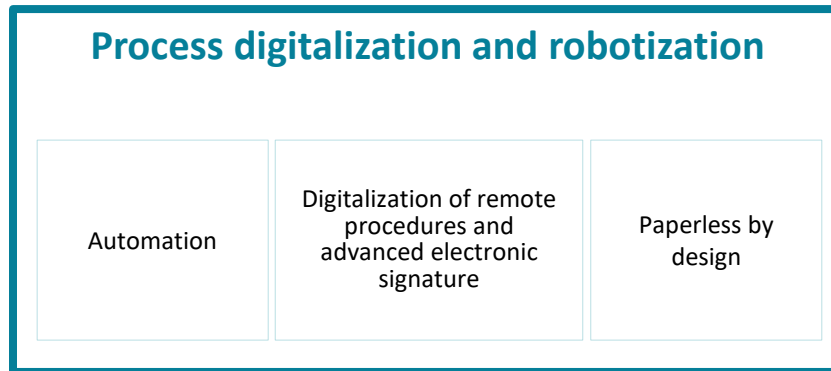 Process digitalization and robotization
Automation
Digitalization of remote
procedures and
advanced electronic
signature
Paperless by
design